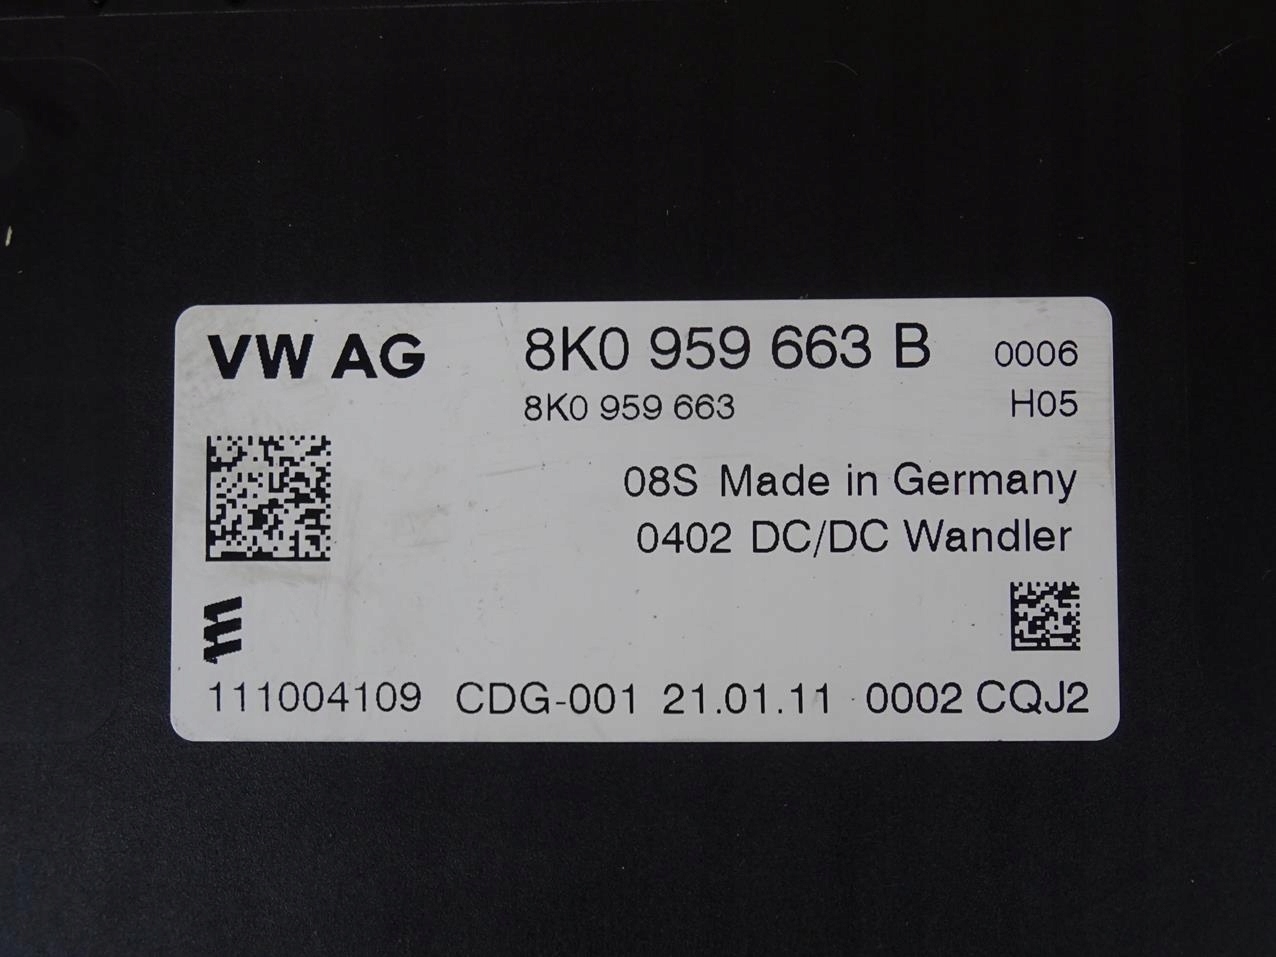 VW AG 8K0 959 663 B 0006
8K0 959 663 H05
08S Made in Germany
0402 DC/DC Wandler
111004109 CDG-001 21.01.11 0002 CQJ2